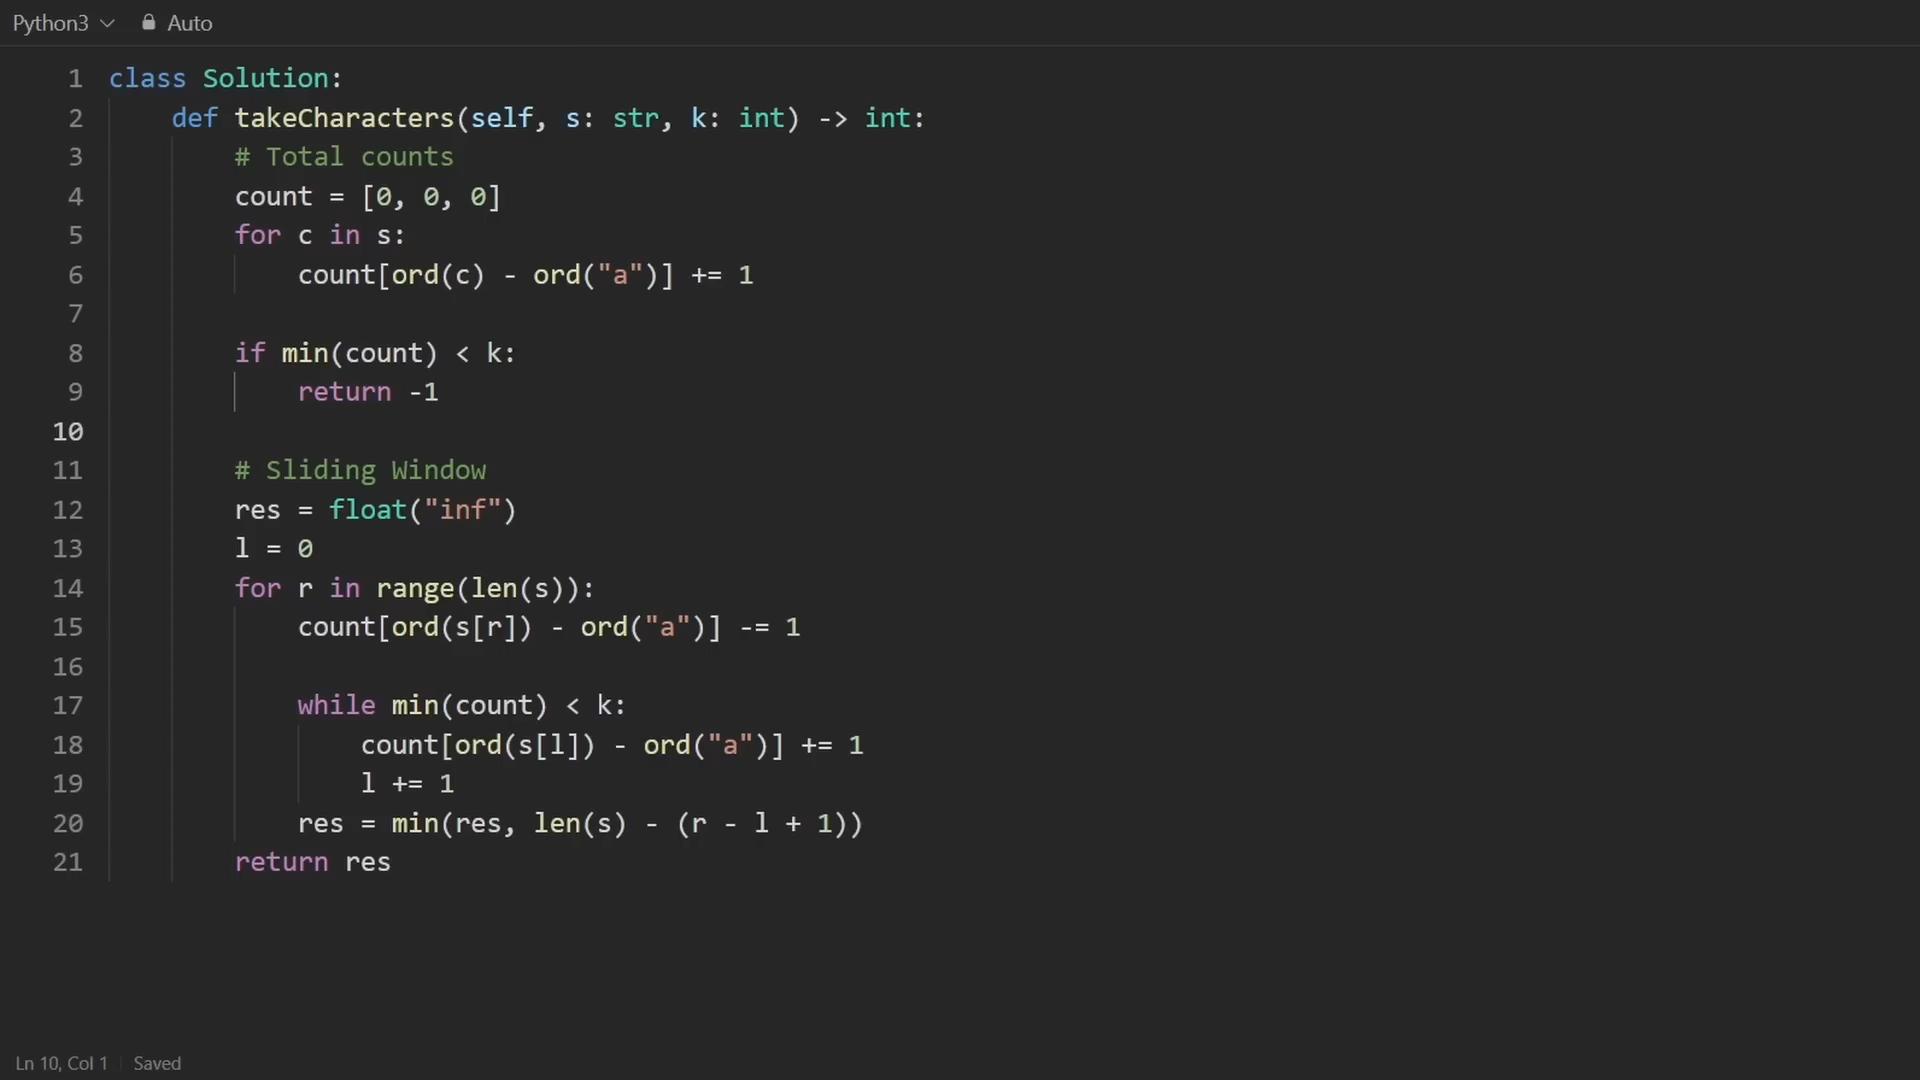 Python3 Auto
1 class Solution:
2     def takeCharacters(self, s: str, k: int) -> int:
3         # Total counts
4         count = [0, 0, 0]
5         for c in s:
6             count[ord(c) - ord("a")] += 1
7
8         if min(count) < k:
9             return -1
10
11         # Sliding Window
12         res = float("inf")
13         l = 0
14         for r in range(len(s)):
15             count[ord(s[r]) - ord("a")] -= 1
16
17             while min(count) < k:
18                 count[ord(s[l]) - ord("a")] += 1
19                 l += 1
20             res = min(res, len(s) - (r - l + 1))
21         return res
Ln 10, Col 1 Saved